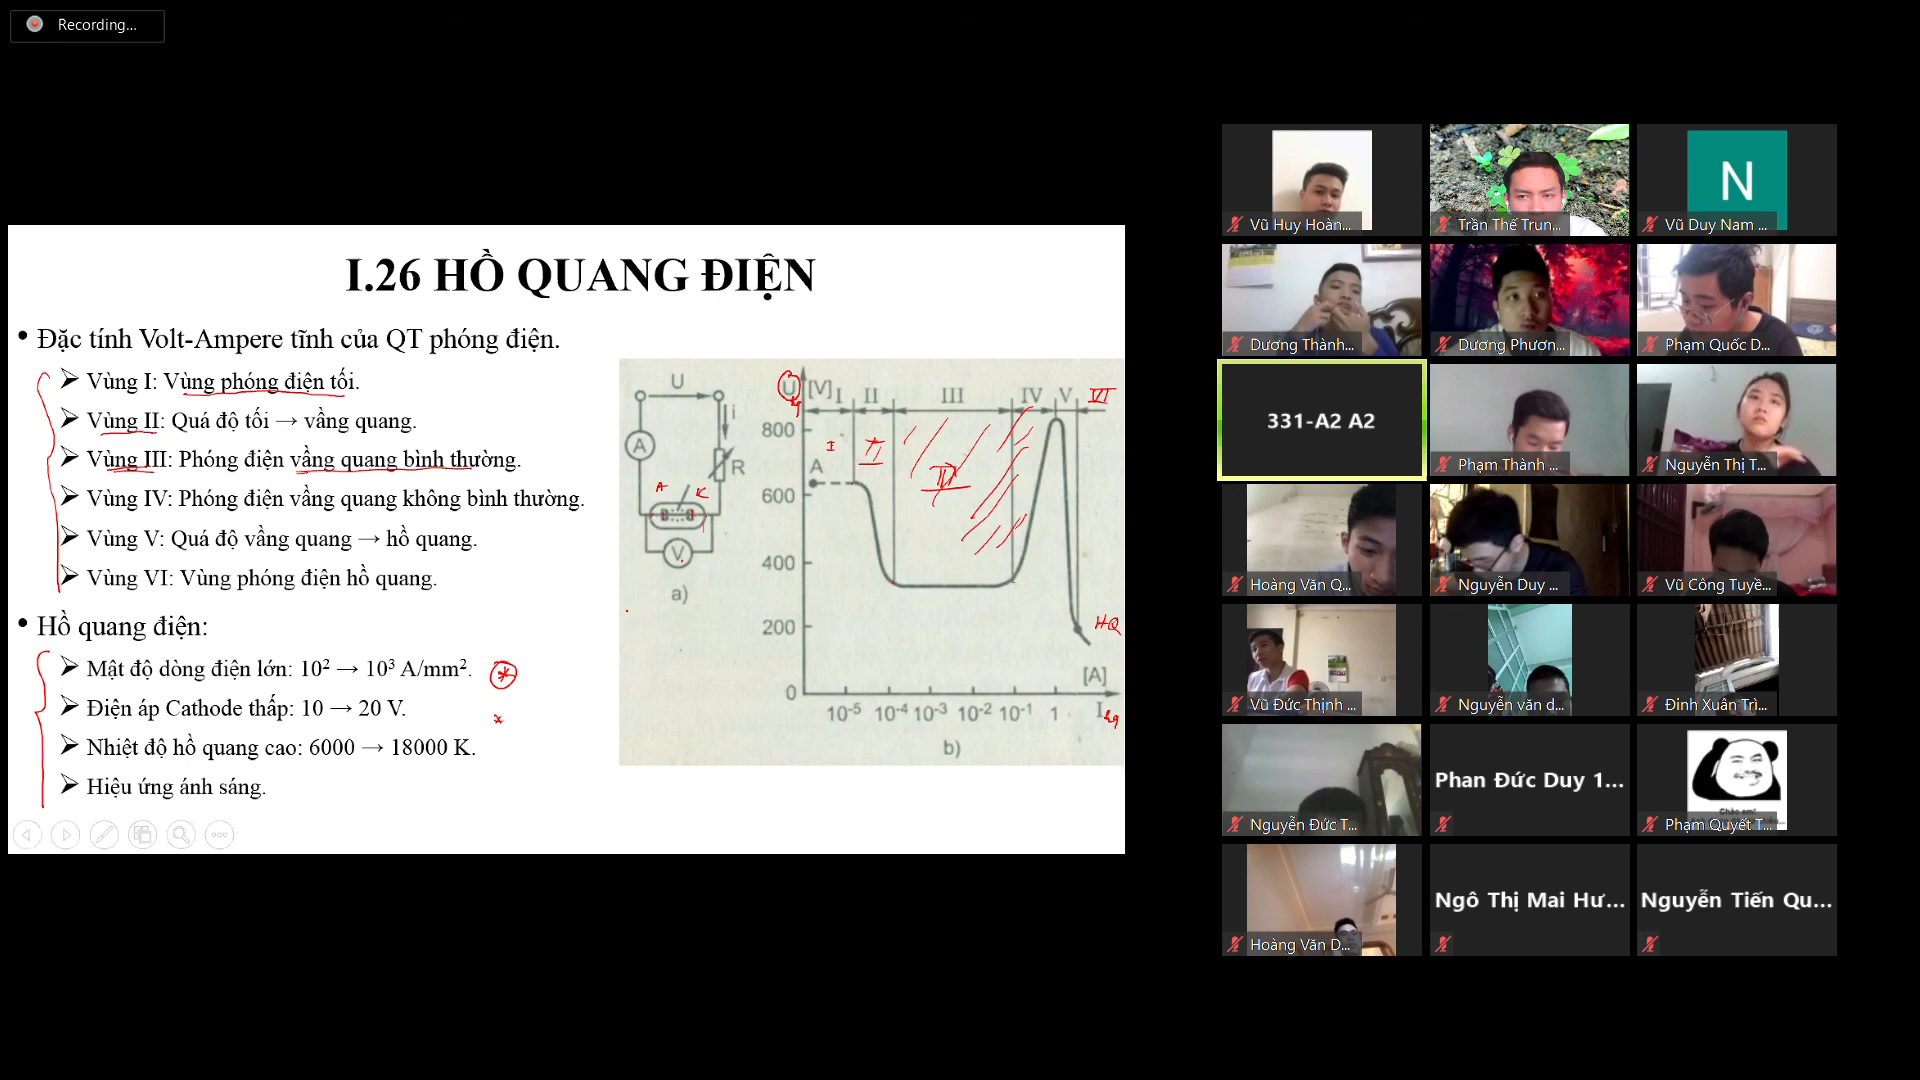 Recording...
I.26 HỒ QUANG ĐIỆN
• Đặc tính Volt-Ampere tĩnh của QT phóng điện.
➢ Vùng I: Vùng phóng điện tối.
➢ Vùng II: Quá độ tối → vầng quang.
➢ Vùng III: Phóng điện vầng quang bình thường.
➢ Vùng IV: Phóng điện vầng quang không bình thường.
➢ Vùng V: Quá độ vầng quang → hồ quang.
➢ Vùng VI: Vùng phóng điện hồ quang.
• Hồ quang điện:
➢ Mật độ dòng điện lớn: 10² → 10³ A/mm².
➢ Điện áp Cathode thấp: 10 → 20 V.
➢ Nhiệt độ hồ quang cao: 6000 → 18000 K.
➢ Hiệu ứng ánh sáng.
U
i
A
R
A K
V
a)
U hq [V] I II III IV V VI
800
I II III
A
600
400
200
HQ
0
[A]
10⁻⁵ 10⁻⁴ 10⁻³ 10⁻² 10⁻¹ 1 I hq
b)
Vũ Huy Hoàn...
Trần Thế Trun...
N
Vũ Duy Nam ...
Dương Thành...
Dương Phươn...
Phạm Quốc D...
331-A2 A2
Phạm Thành ...
Nguyễn Thị T...
Hoàng Văn Q...
Nguyễn Duy ...
Vũ Công Tuyề...
Vũ Đức Thịnh ...
Nguyễn văn d...
Đinh Xuân Trì...
Nguyễn Đức T...
Phan Đức Duy 1...
Chào em!
Phạm Quyết T...
Hoàng Văn D...
Ngô Thị Mai Hư...
Nguyễn Tiến Qu...